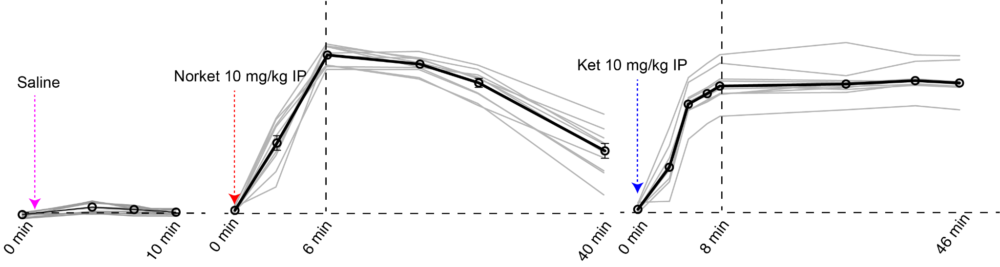 Saline
Norket 10 mg/kg IP
Ket 10 mg/kg IP
0 min
10 min
0 min
6 min
40 min
0 min
8 min
46 min